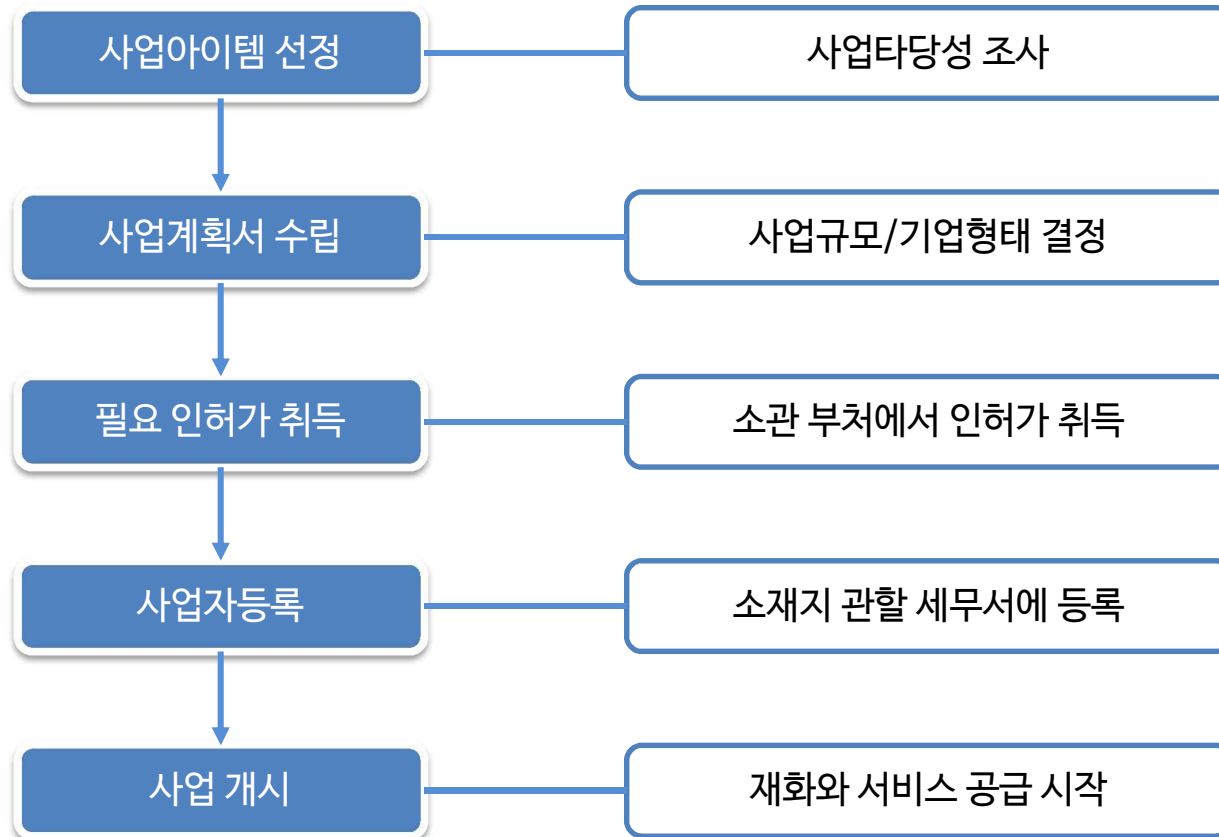 사업아이템 선정
사업타당성 조사
사업계획서 수립
사업규모/기업형태 결정
필요 인허가 취득
소관 부처에서 인허가 취득
사업자등록
소재지 관할 세무서에 등록
사업 개시
재화와 서비스 공급 시작